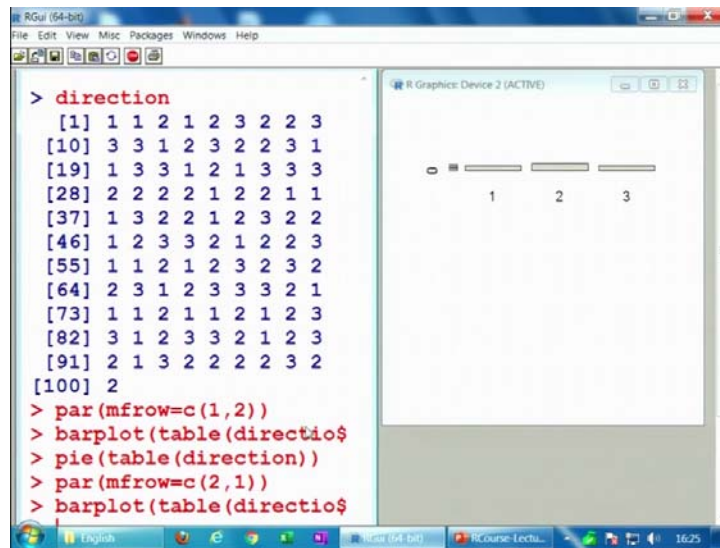 RGui (64-bit)
File Edit View Misc Packages Windows Help
> direction
[1] 1 1 2 1 2 3 2 2 3
[10] 3 3 1 2 3 2 2 3 1
[19] 1 3 3 1 2 1 3 3 3
[28] 2 2 2 2 1 2 2 1 1
[37] 1 3 2 2 1 2 3 2 2
[46] 1 2 3 3 2 1 2 2 3
[55] 1 1 2 1 2 3 2 3 2
[64] 2 3 1 2 3 3 3 2 1
[73] 1 1 2 1 1 2 1 2 3
[82] 3 1 2 3 3 2 1 2 3
[91] 2 1 3 2 2 2 2 3 2
[100] 2
> par(mfrow=c(1,2))
> barplot(table(directio$
> pie(table(direction))
> par(mfrow=c(2,1))
> barplot(table(directio$
R Graphics: Device 2 (ACTIVE)
0
1 2 3
English
RGui (64-bit)
RCourse-Lectu...
16:25